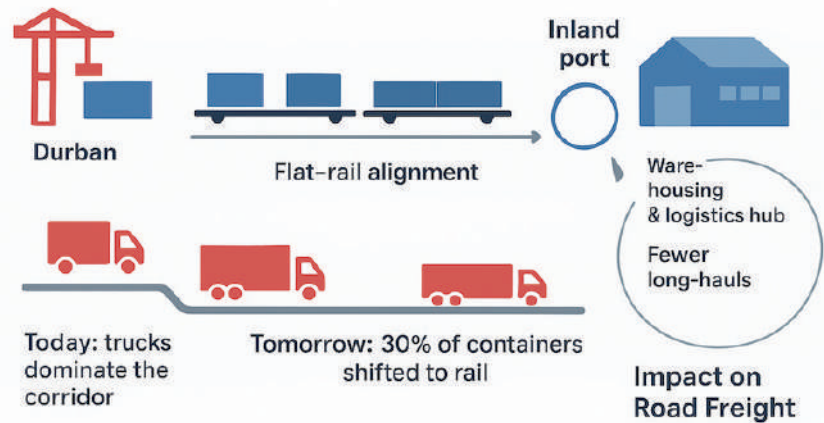 Durban
Flat-rail alignment
Inland
port
Ware-
housing
& logistics hub
Fewer
long-hauls
Today: trucks
dominate the
corridor
Tomorrow: 30% of containers
shifted to rail
Impact on
Road Freight